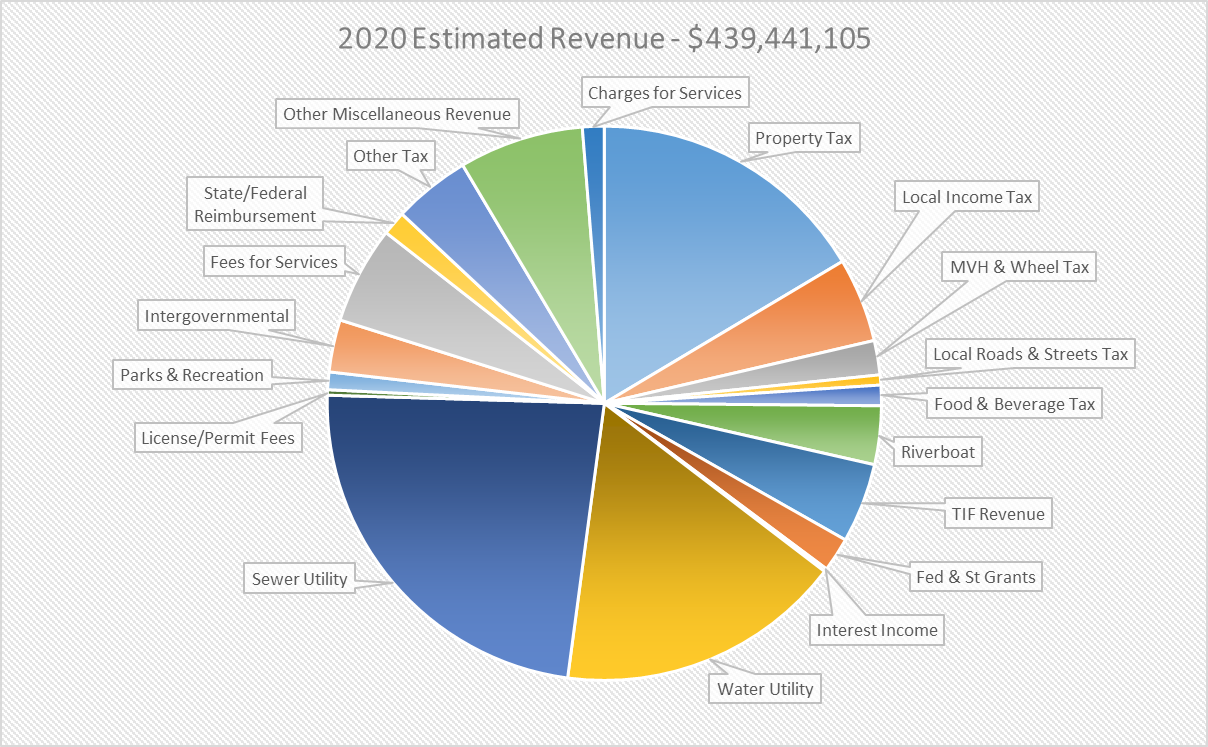 2020 Estimated Revenue - $439,441,105
Charges for Services
Other Miscellaneous Revenue
Property Tax
Other Tax
State/Federal
Reimbursement
Local Income Tax
Fees for Services
MVH & Wheel Tax
Intergovernmental
Local Roads & Streets Tax
Parks & Recreation
Food & Beverage Tax
License/Permit Fees
Riverboat
TIF Revenue
Sewer Utility
Fed & St Grants
Interest Income
Water Utility